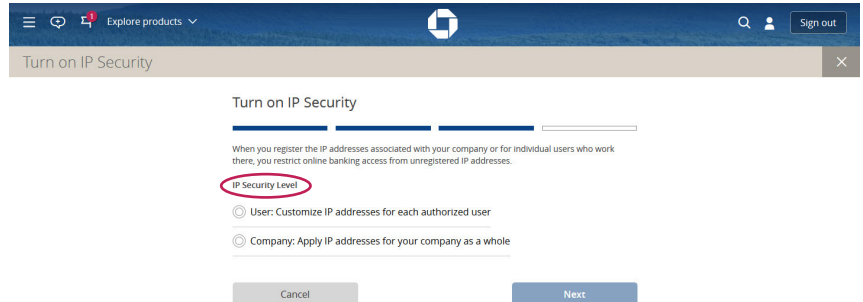 1
Explore products
Sign out
Turn on IP Security
Turn on IP Security
When you register the IP addresses associated with your company or for individual users who work
there, you restrict online banking access from unregistered IP addresses.
IP Security Level
User: Customize IP addresses for each authorized user
Company: Apply IP addresses for your company as a whole
Cancel
Next